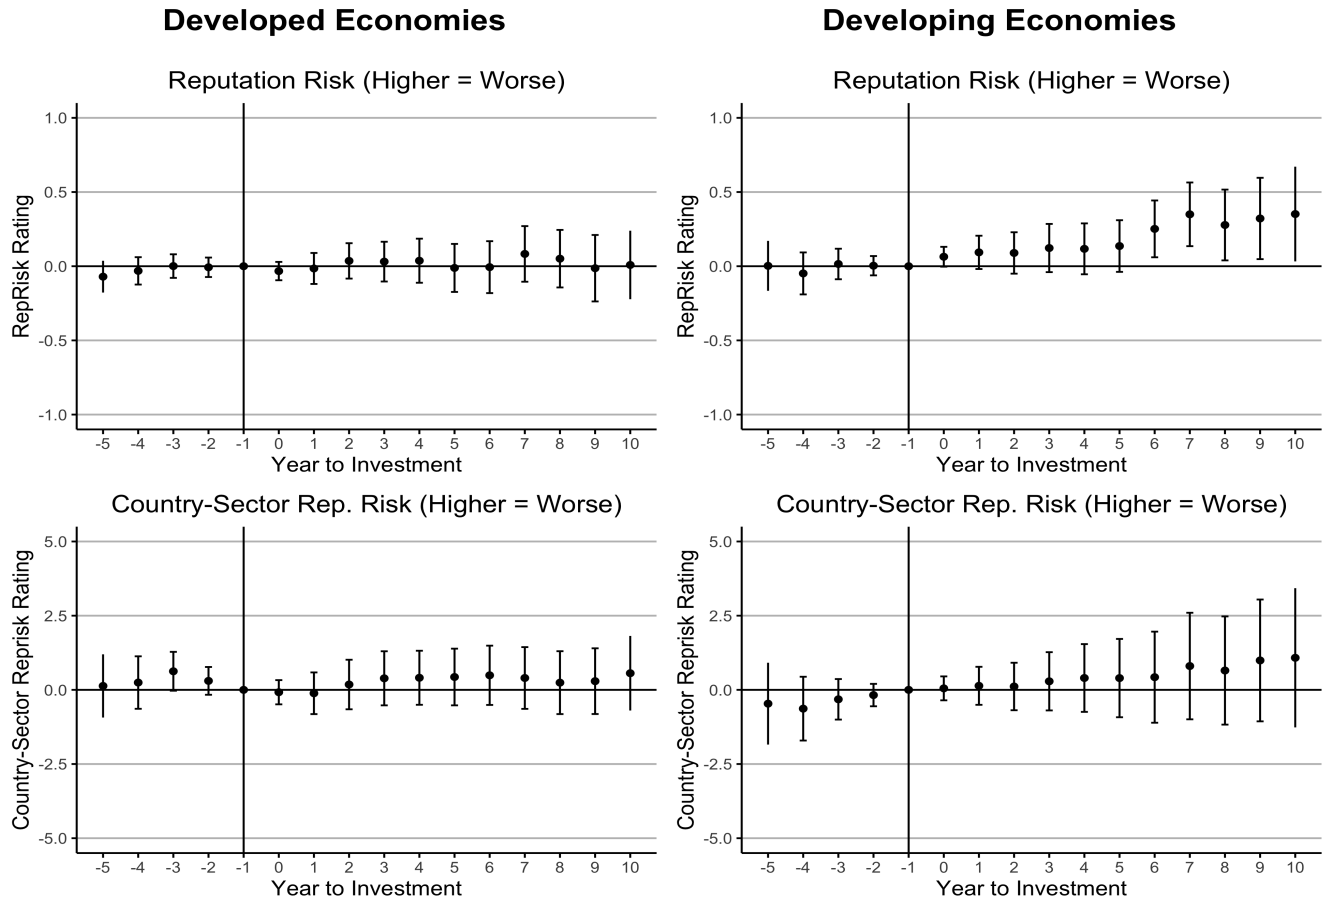 Developed Economies
Developing Economies
Reputation Risk (Higher = Worse)
RepRisk Rating
1.0
0.5
0.0
-0.5
-1.0
-5 -4 -3 -2 -1 0 1 2 3 4 5 6 7 8 9 10
Year to Investment
Reputation Risk (Higher = Worse)
RepRisk Rating
1.0
0.5
0.0
-0.5
-1.0
-5 -4 -3 -2 -1 0 1 2 3 4 5 6 7 8 9 10
Year to Investment
Country-Sector Rep. Risk (Higher = Worse)
Country-Sector Reprisk Rating
5.0
2.5
0.0
-2.5
-5.0
-5 -4 -3 -2 -1 0 1 2 3 4 5 6 7 8 9 10
Year to Investment
Country-Sector Rep. Risk (Higher = Worse)
Country-Sector Reprisk Rating
5.0
2.5
0.0
-2.5
-5.0
-5 -4 -3 -2 -1 0 1 2 3 4 5 6 7 8 9 10
Year to Investment